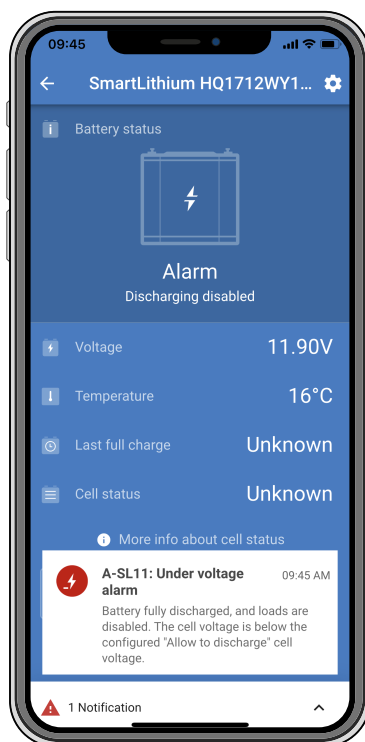 09:45
SmartLithium HQ1712WY1...
Battery status
Alarm
Discharging disabled
Voltage 11.90V
Temperature 16°C
Last full charge Unknown
Cell status Unknown
More info about cell status
A-SL11: Under voltage 09:45 AM
alarm
Battery fully discharged, and loads are
disabled. The cell voltage is below the
configured "Allow to discharge" cell
voltage.
1 Notification